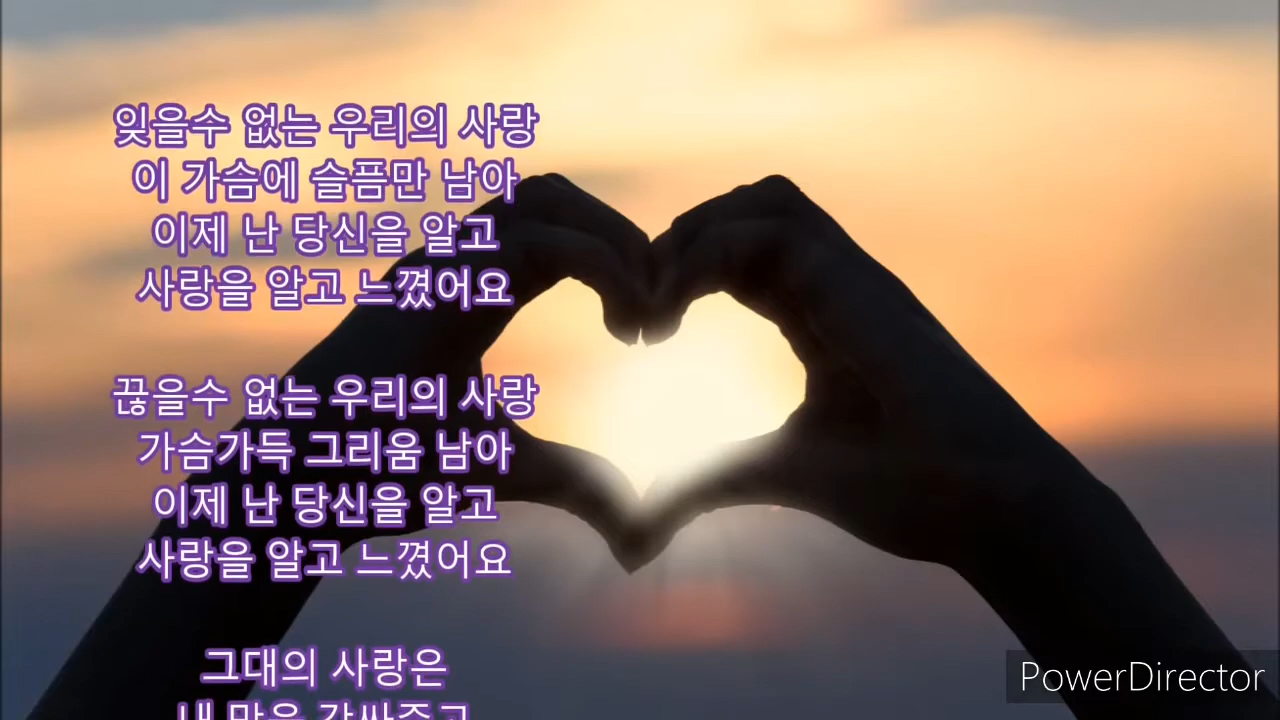 잊을수 없는 우리의 사랑
이 가슴에 슬픔만 남아
이제 난 당신을 알고
사랑을 알고 느꼈어요
끊을수 없는 우리의 사랑
가슴가득 그리움 남아
이제 난 당신을 알고
사랑을 알고 느꼈어요
그대의 사랑은
내
PowerDirector